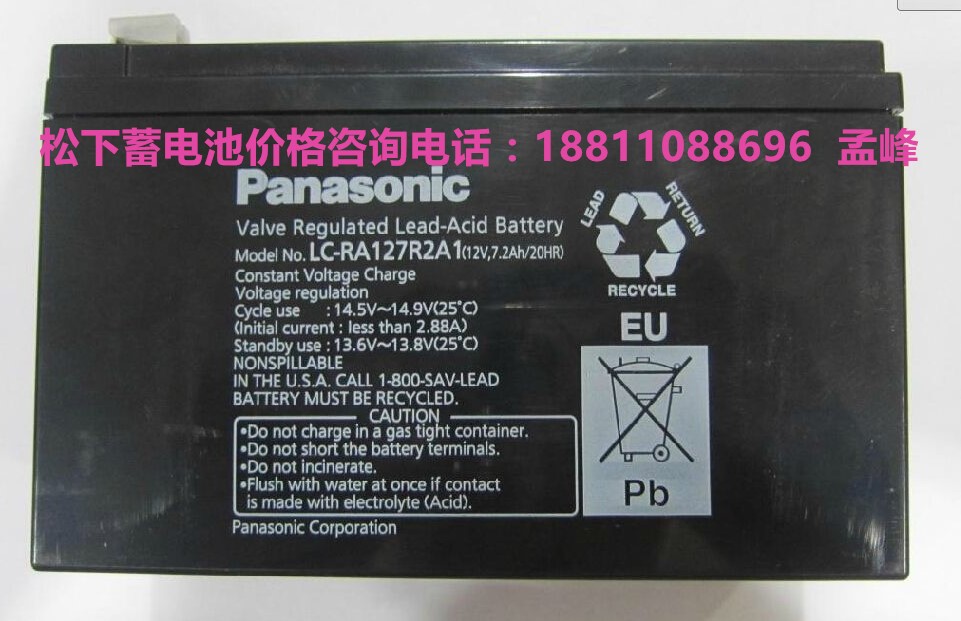 松下蓄电池价格咨询电话：18811088696 孟峰
Panasonic
Valve Regulated Lead-Acid Battery
Model No. LC-RA127R2A1(12V,7.2Ah/20HR)
Constant Voltage Charge
Voltage regulation
Cycle use : 14.5V~14.9V(25°C)
(Initial current : less than 2.88A)
Standby use : 13.6V~13.8V(25°C)
NONSPILLABLE
IN THE U.S.A. CALL 1-800-SAV-LEAD
BATTERY MUST BE RECYCLED.
CAUTION
•Do not charge in a gas tight container.
•Do not short the battery terminals.
•Do not incinerate.
•Flush with water at once if contact
is made with electrolyte (Acid).
Panasonic Corporation
LEAD
RETURN
RECYCLE
EU
Pb